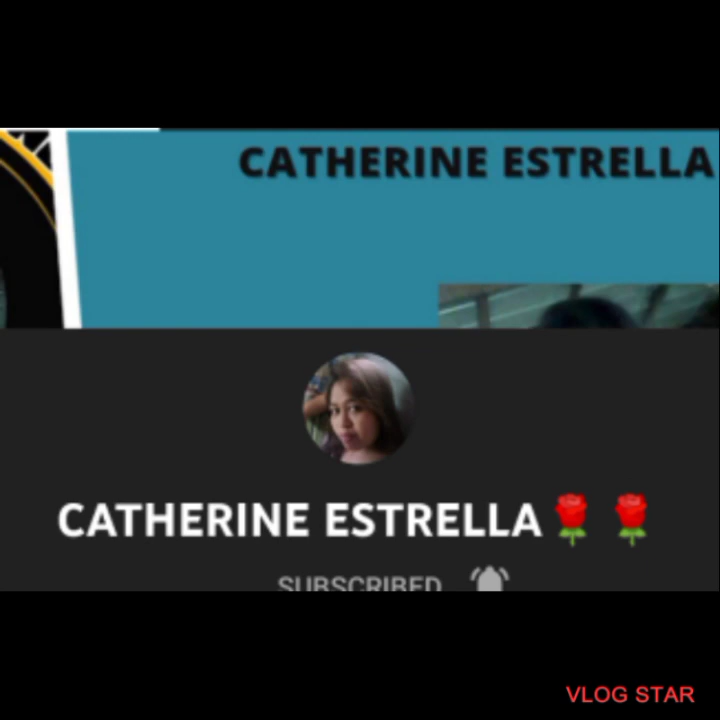 CATHERINE ESTRELLA
CATHERINE ESTRELLA🌹🌹
SUBSCRIBED
VLOG STAR